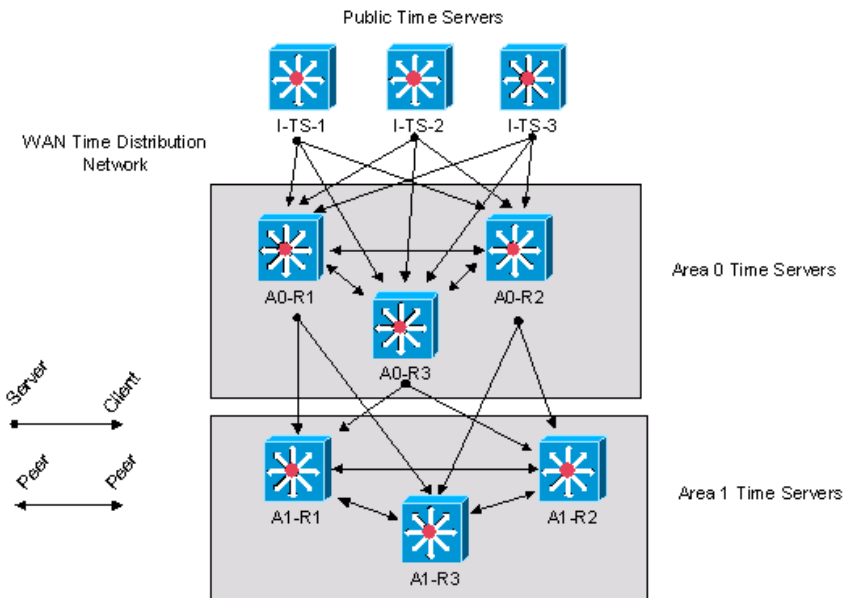 Public Time Servers
I-TS-1
I-TS-2
I-TS-3
WAN Time Distribution
Network
A0-R1
A0-R2
Area 0 Time Servers
A0-R3
Server
Client
Peer
Peer
A1-R1
A1-R2
Area 1 Time Servers
A1-R3